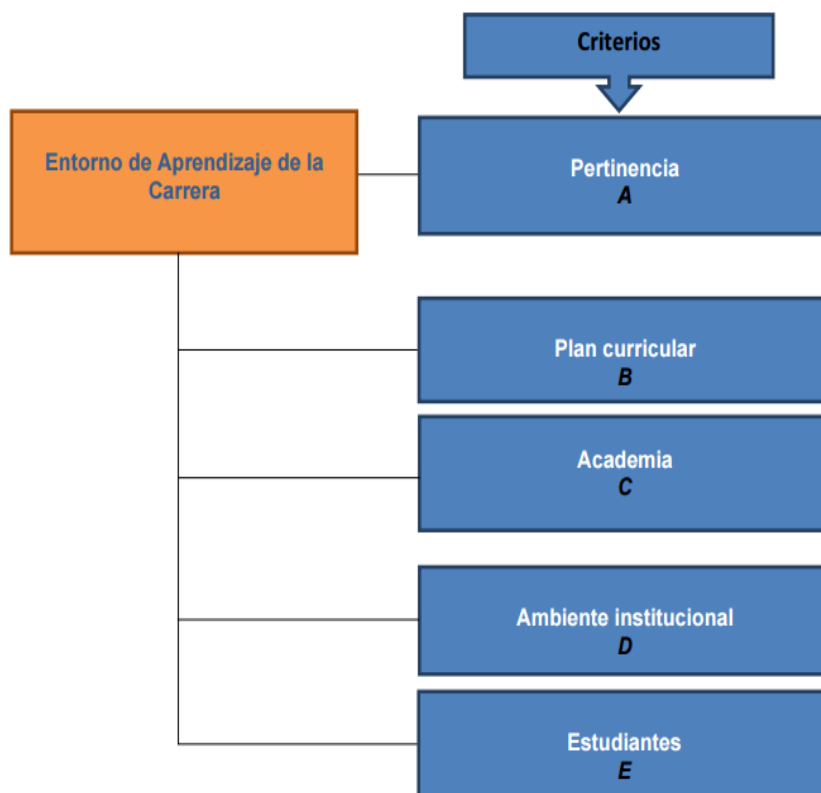 Criterios
Entorno de Aprendizaje de la
Carrera
Pertinencia
A
Plan curricular
B
Academia
C
Ambiente institucional
D
Estudiantes
E